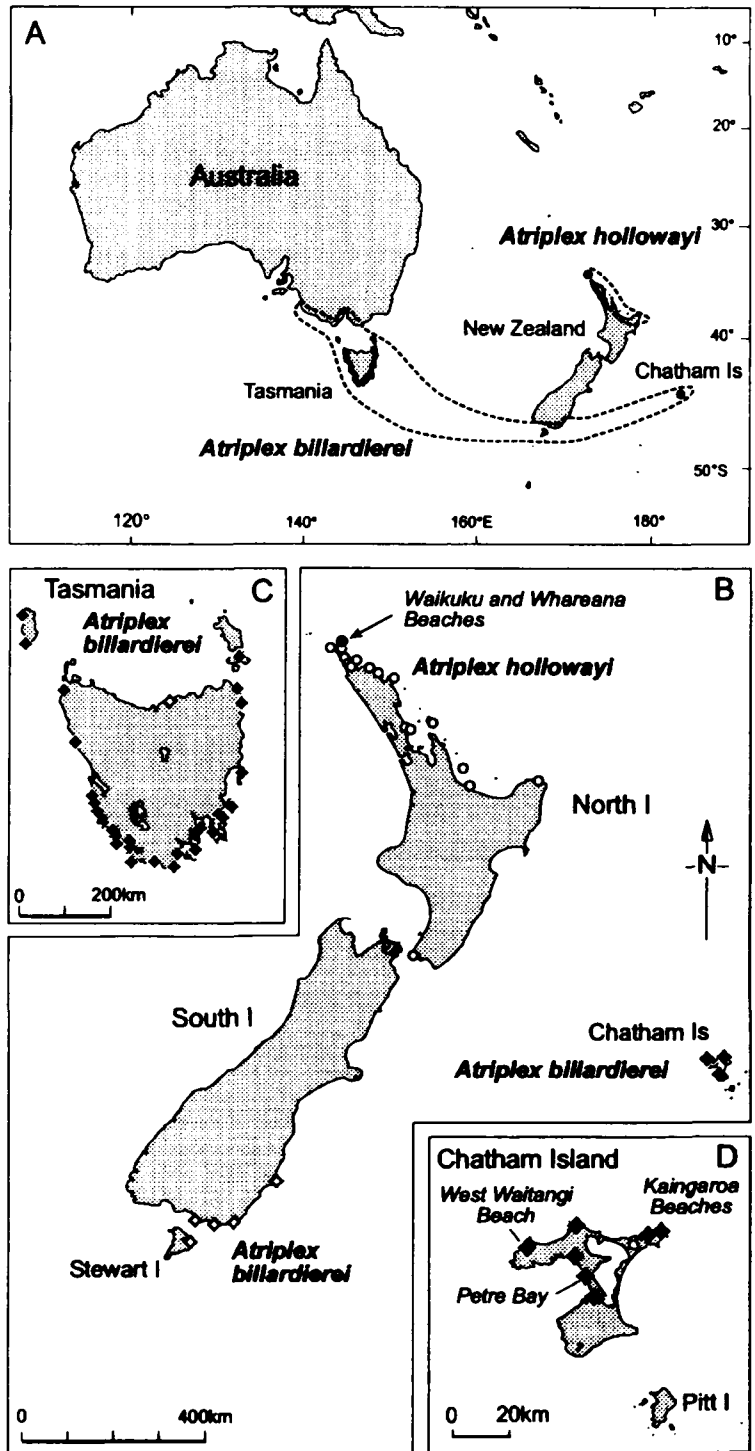 A
10°
20°
Australia
30°
Atriplex hollowayi
New Zealand
40°
Chatham Is
Tasmania
Atriplex billardierei
50°S
120°
140°
160°E
180°
Tasmania
C
Atriplex
billardierei
0
200km
B
Waikuku and Whareana
Beaches
Atriplex hollowayi
North I
N
South I
Chatham Is
Atriplex billardierei
Stewart I
Atriplex
billardierei
0
400km
D
Chatham Island
West Waitangi
Beach
Kaingaroa
Beaches
Petre Bay
Pitt I
0
20km